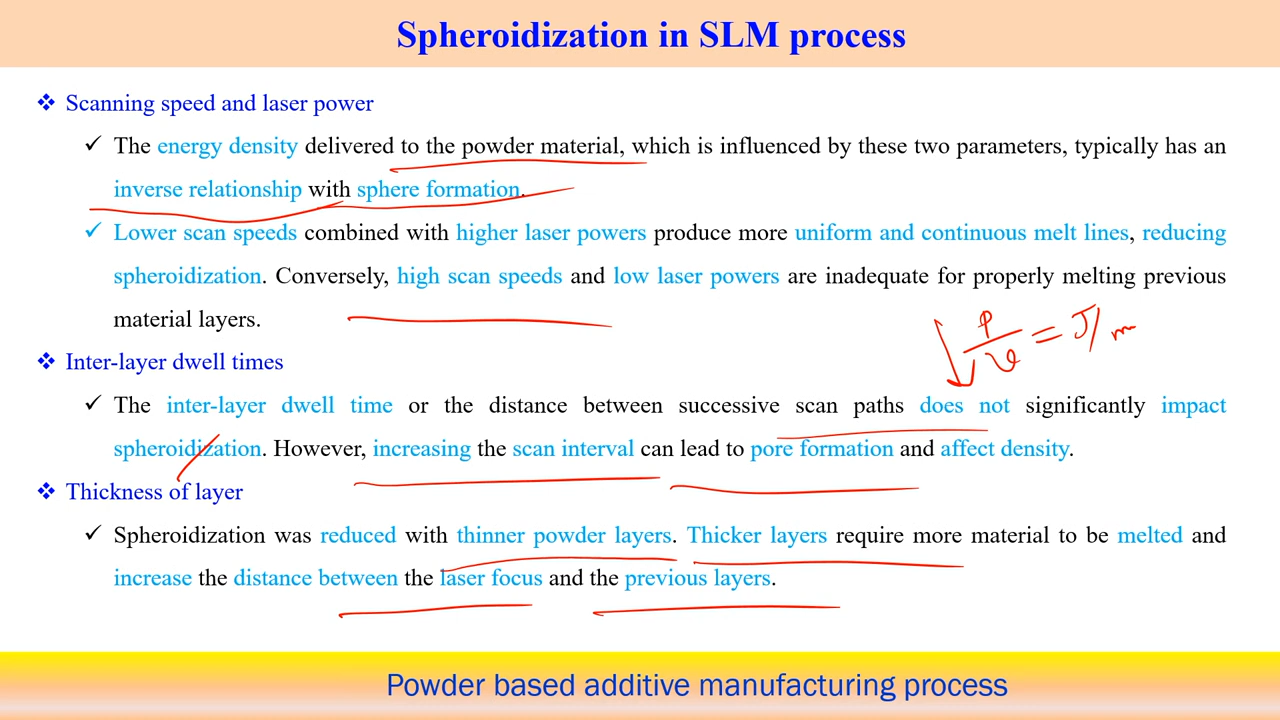 Spheroidization in SLM process
❖ Scanning speed and laser power
✓ The energy density delivered to the powder material, which is influenced by these two parameters, typically has an
inverse relationship with sphere formation.
✓ Lower scan speeds combined with higher laser powers produce more uniform and continuous melt lines, reducing
spheroidization. Conversely, high scan speeds and low laser powers are inadequate for properly melting previous
material layers.
P/v = J/m
❖ Inter-layer dwell times
✓ The inter-layer dwell time or the distance between successive scan paths does not significantly impact
spheroidization. However, increasing the scan interval can lead to pore formation and affect density.
❖ Thickness of layer
✓ Spheroidization was reduced with thinner powder layers. Thicker layers require more material to be melted and
increase the distance between the laser focus and the previous layers.
Powder based additive manufacturing process